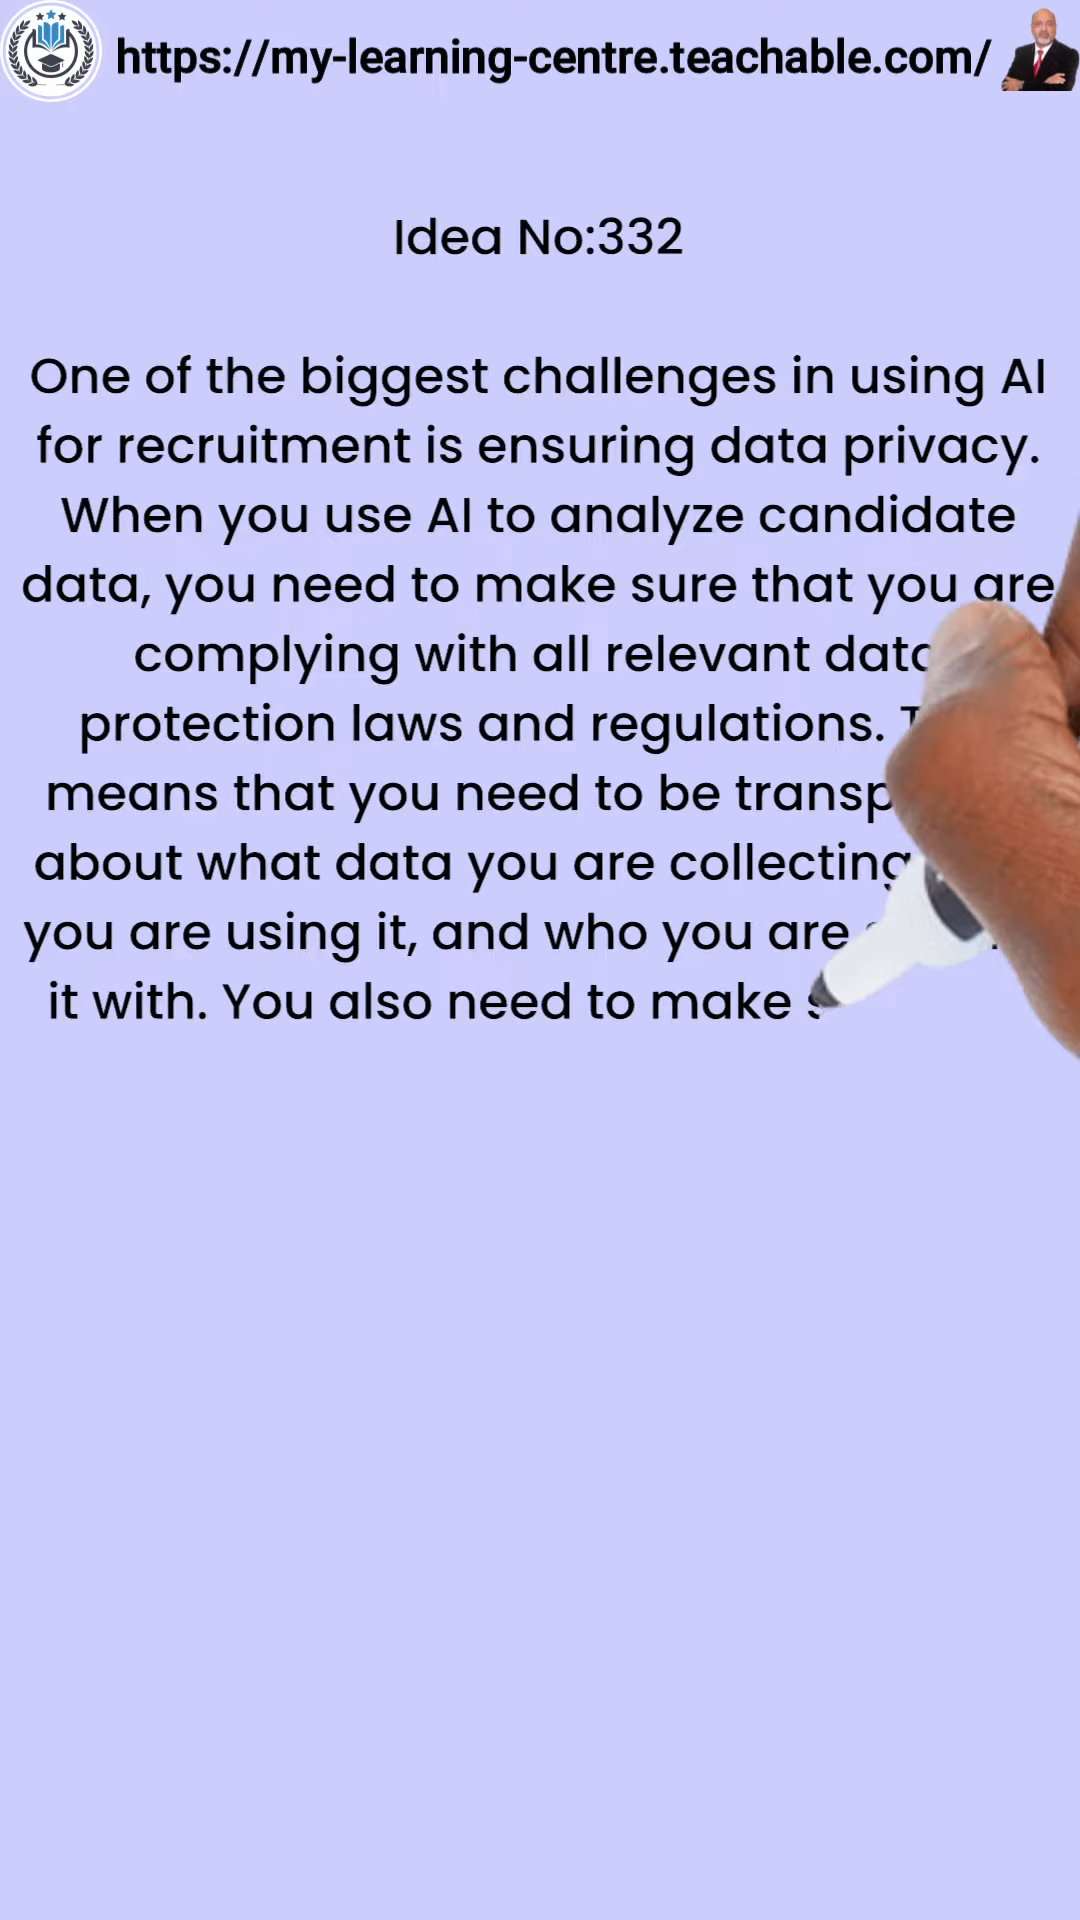 https://my-learning-centre.teachable.com/
Idea No:332
One of the biggest challenges in using AI
for recruitment is ensuring data privacy.
When you use AI to analyze candidate
data, you need to make sure that you are
complying with all relevant data
protection laws and regulations.
means that you need to be
about what data you are collecting
you are using it, and who you are
it with. You also need to make